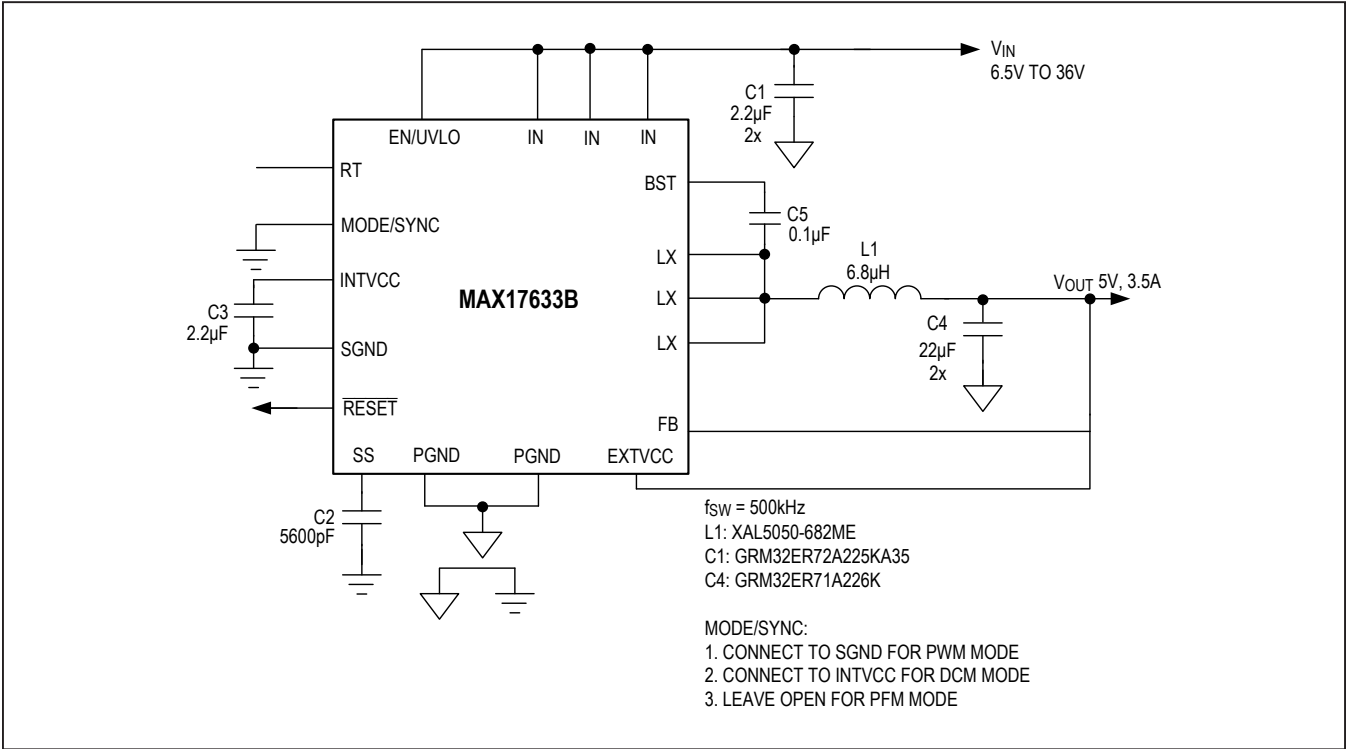 VIN
6.5V TO 36V
C1
2.2µF
2x
EN/UVLO
IN
IN
IN
RT
BST
MODE/SYNC
C5
0.1µF
LX
L1
6.8µH
INTVCC
MAX17633B
LX
VOUT 5V, 3.5A
C3
2.2µF
C4
22µF
2x
SGND
LX
RESET
FB
SS
PGND
PGND
EXTVCC
C2
5600pF
fSW = 500kHz
L1: XAL5050-682ME
C1: GRM32ER72A225KA35
C4: GRM32ER71A226K
MODE/SYNC:
1. CONNECT TO SGND FOR PWM MODE
2. CONNECT TO INTVCC FOR DCM MODE
3. LEAVE OPEN FOR PFM MODE